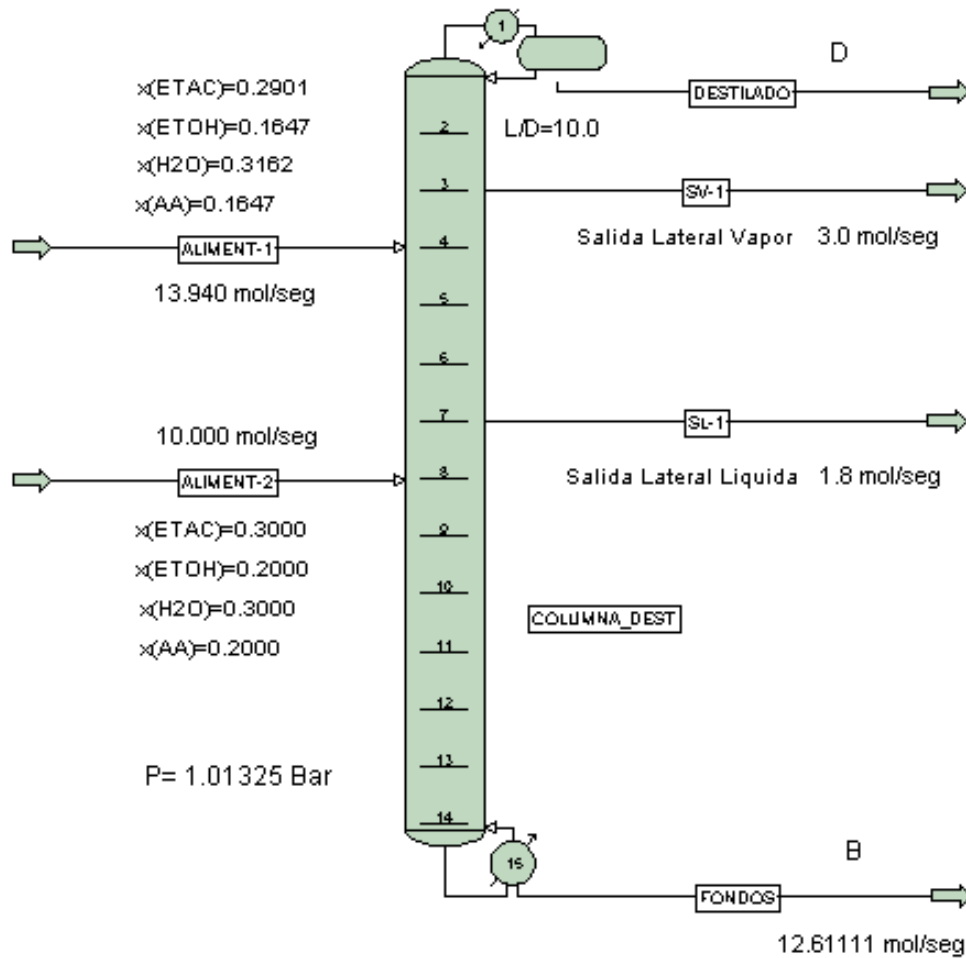 1
D
x(ETAC)=0.2901
DESTILADO
x(ETOH)=0.1647
2
L/D=10.0
x(H2O)=0.3162
x(AA)=0.1647
3
SV-1
Salida Lateral Vapor 3.0 mol/seg
ALIMENT-1
4
13.940 mol/seg
5
6
7
SL-1
10.000 mol/seg
Salida Lateral Liquida 1.8 mol/seg
ALIMENT-2
8
x(ETAC)=0.3000
9
x(ETOH)=0.2000
10
x(H2O)=0.3000
COLUMNA_DEST
x(AA)=0.2000
11
12
P= 1.01325 Bar
13
14
15
B
FONDOS
12.61111 mol/seg